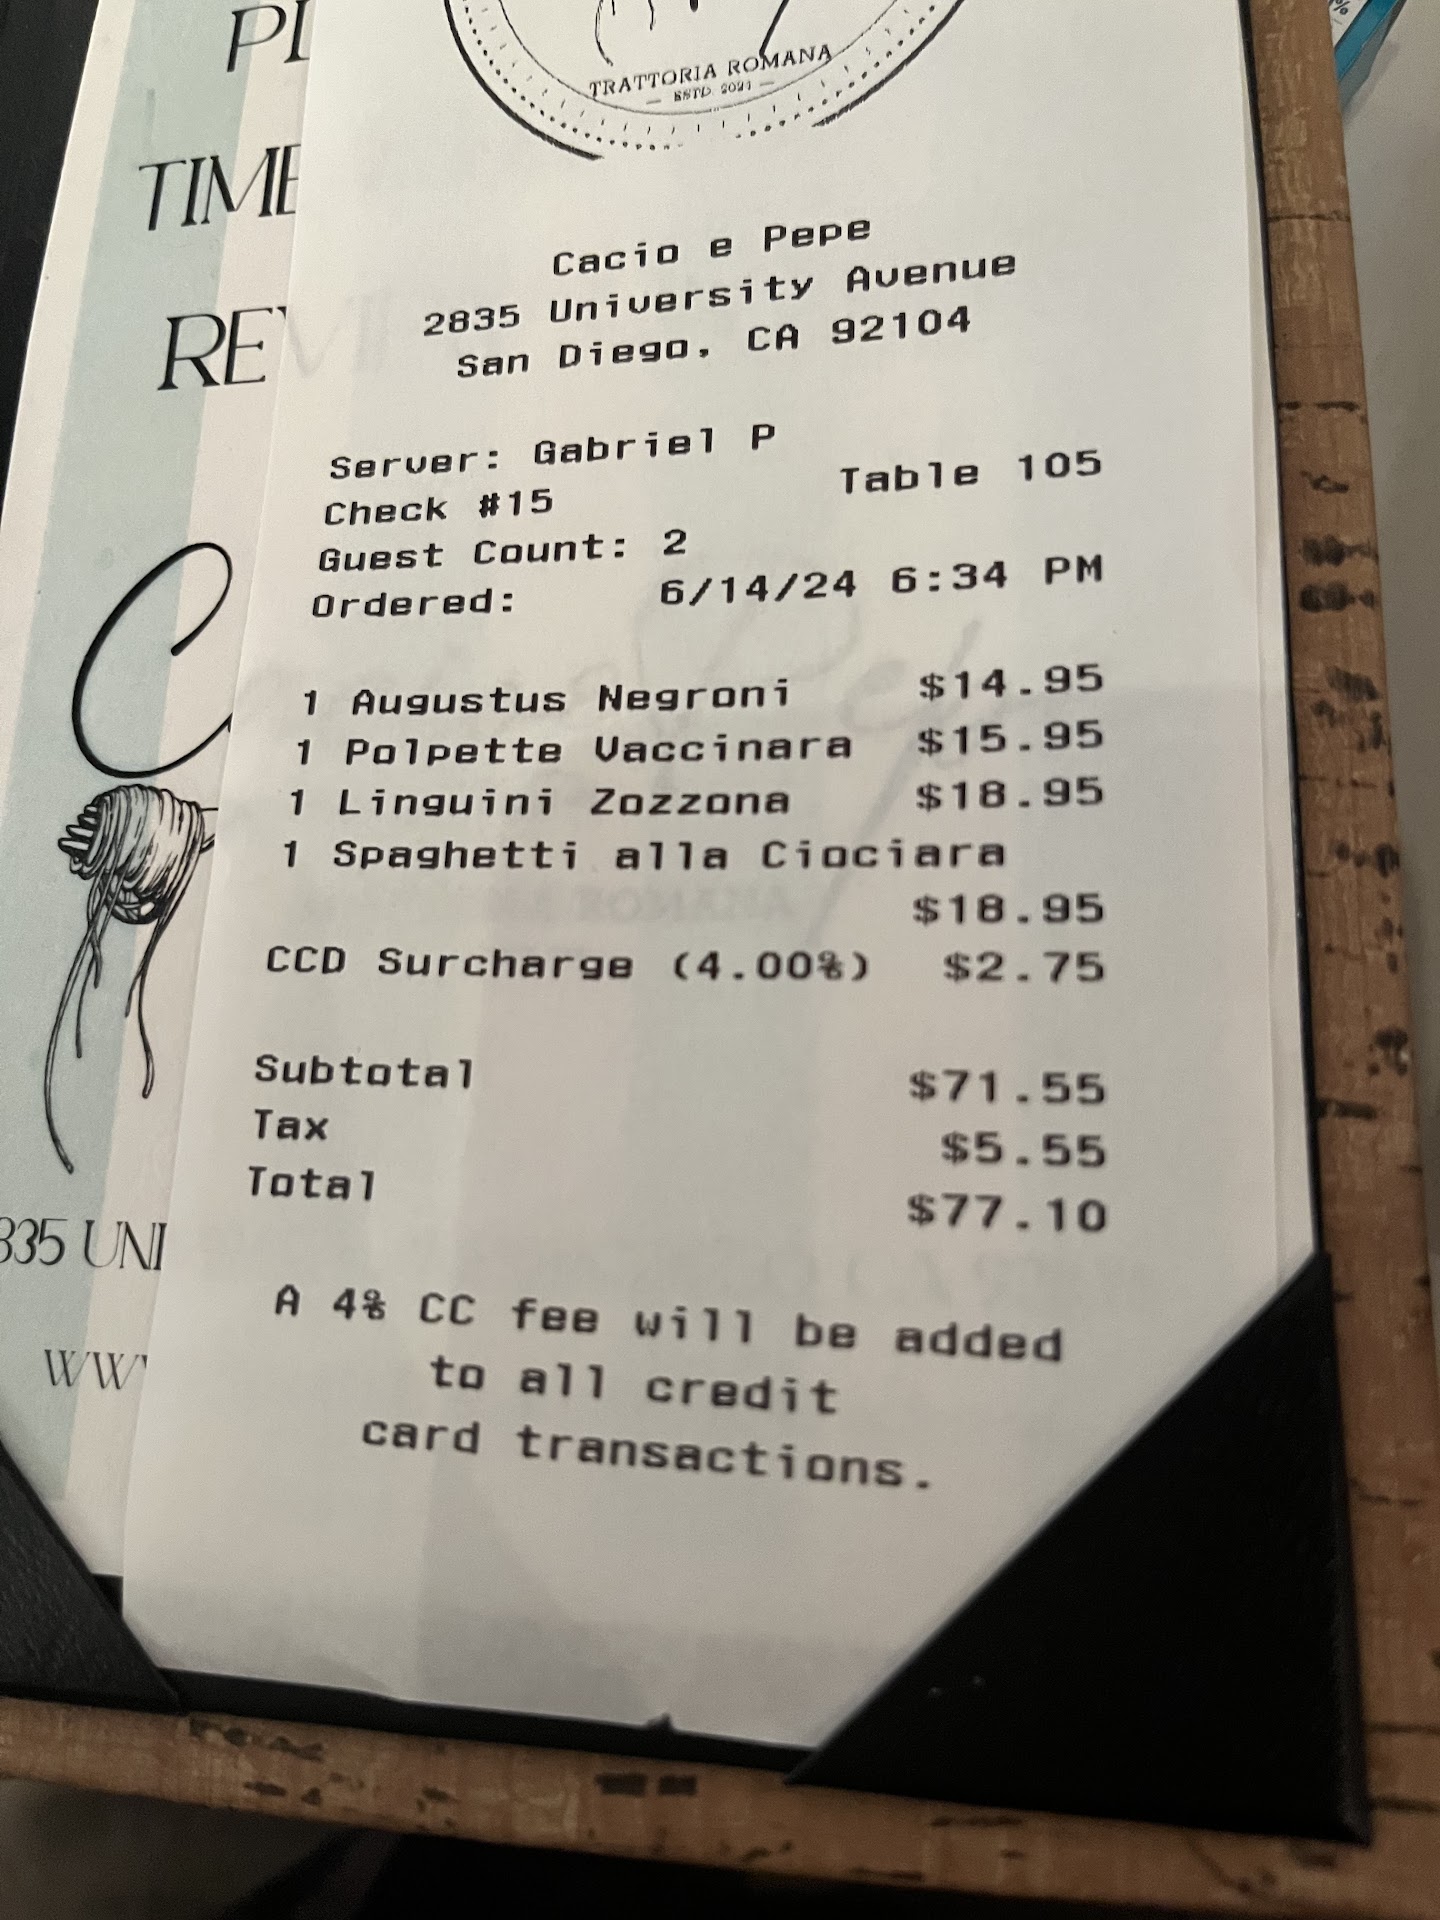 TRATTORIA ROMANA
— ESTD. 2021 —
Cacio e Pepe
2835 University Avenue
San Diego, CA 92104
Server: Gabriel P
Check #15 Table 105
Guest Count: 2
Ordered: 6/14/24 6:34 PM
1 Augustus Negroni $14.95
1 Polpette Vaccinara $15.95
1 Linguini Zozzona $18.95
1 Spaghetti alla Ciociara
$18.95
CCD Surcharge (4.00%) $2.75
Subtotal $71.55
Tax $5.55
Total $77.10
A 4% CC fee will be added
to all credit
card transactions.
TIME